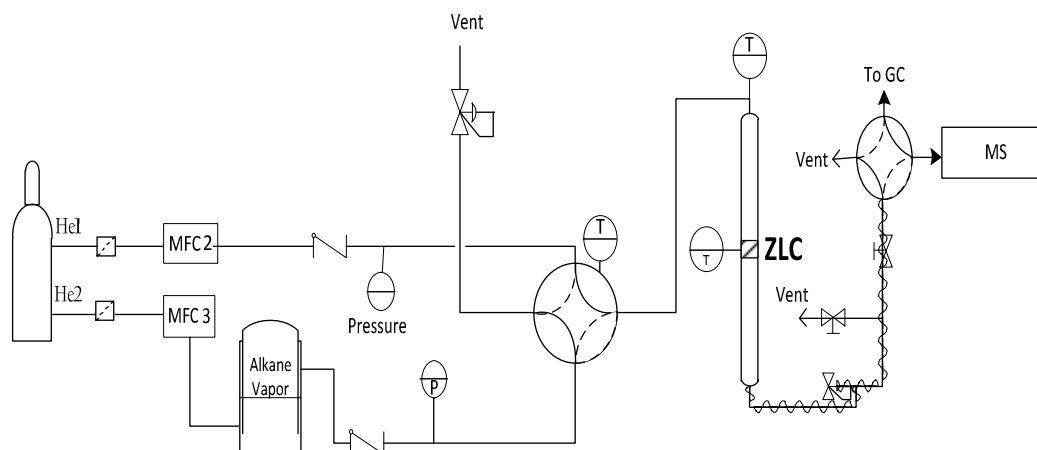 Vent
T
To GC
Vent
MS
He1
MFC 2
T
T
ZLC
He2
MFC 3
Pressure
Vent
Alkane
Vapor
P